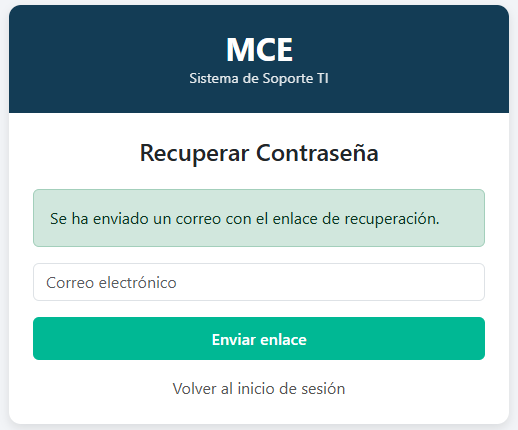 MCE
Sistema de Soporte TI
Recuperar Contraseña
Se ha enviado un correo con el enlace de recuperación.
Correo electrónico
Enviar enlace
Volver al inicio de sesión